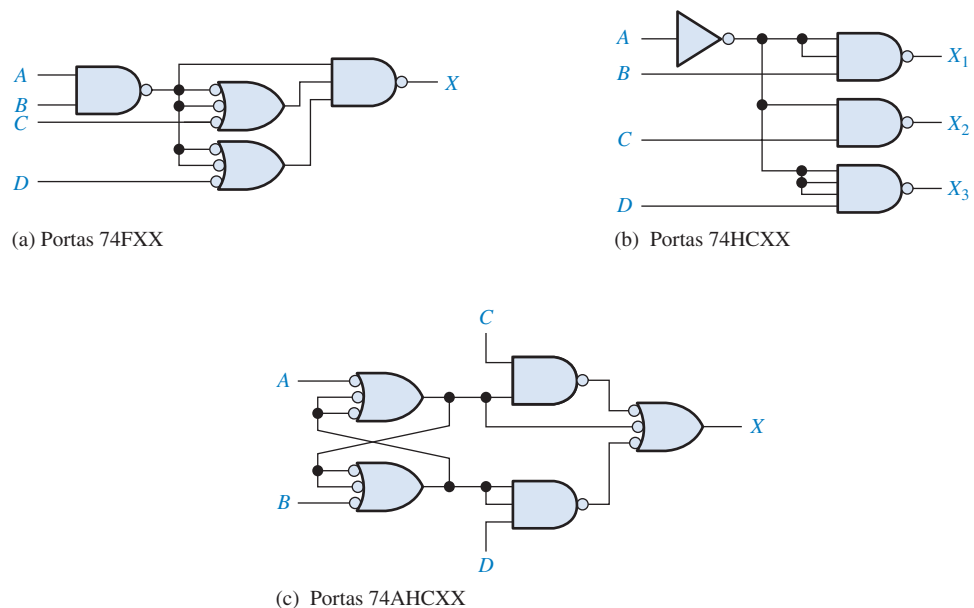 A
B
C
D
X
(a) Portas 74FXX
A
B
C
D
X1
X2
X3
(b) Portas 74HCXX
C
A
B
D
X
(c) Portas 74AHCXX